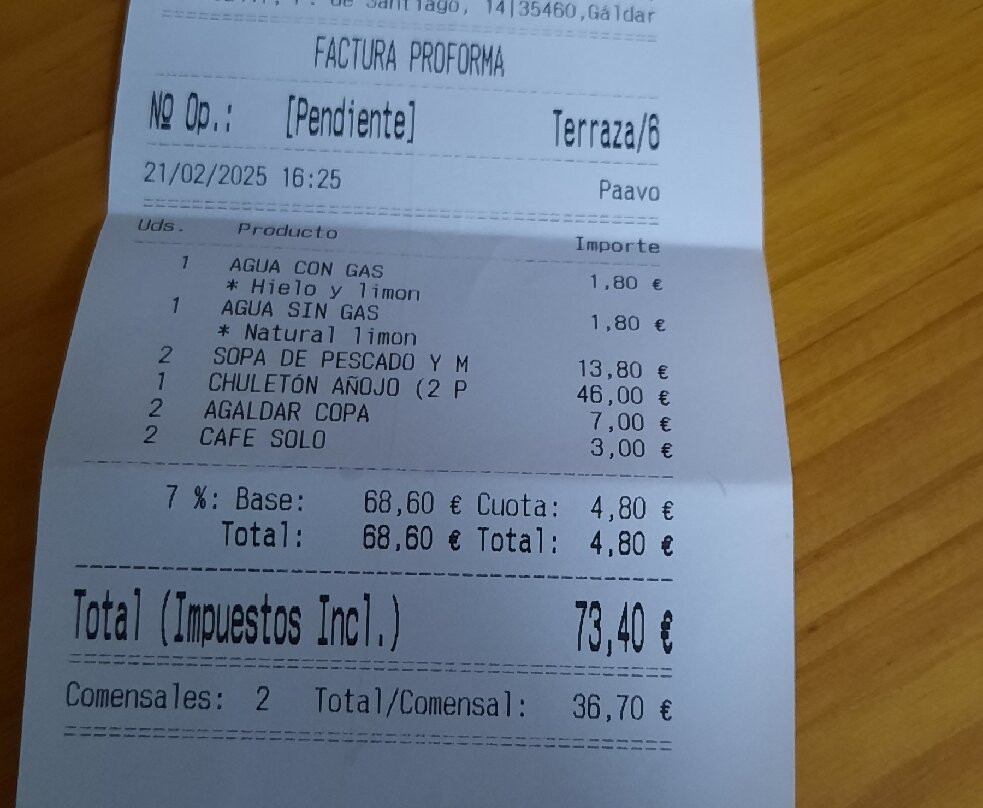 de Santiago, 14|35460,Gáldar
FACTURA PROFORMA
Nº Op.: [Pendiente] Terraza/6
21/02/2025 16:25 Paavo
Uds. Producto Importe
1 AGUA CON GAS 1,80 €
* Hielo y limon
1 AGUA SIN GAS 1,80 €
* Natural limon
2 SOPA DE PESCADO Y M 13,80 €
1 CHULETÓN AÑOJO (2 P 46,00 €
2 AGALDAR COPA 7,00 €
2 CAFE SOLO 3,00 €
7 %: Base: 68,60 € Cuota: 4,80 €
Total: 68,60 € Total: 4,80 €
Total (Impuestos Incl.) 73,40 €
Comensales: 2 Total/Comensal: 36,70 €